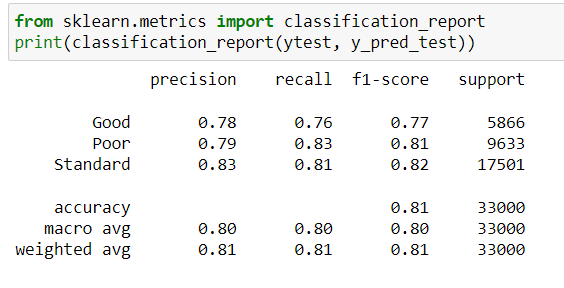 from sklearn.metrics import classification_report
print(classification_report(ytest, y_pred_test))
precision recall f1-score support
Good 0.78 0.76 0.77 5866
Poor 0.79 0.83 0.81 9633
Standard 0.83 0.81 0.82 17501
accuracy 0.81 33000
macro avg 0.80 0.80 0.80 33000
weighted avg 0.81 0.81 0.81 33000